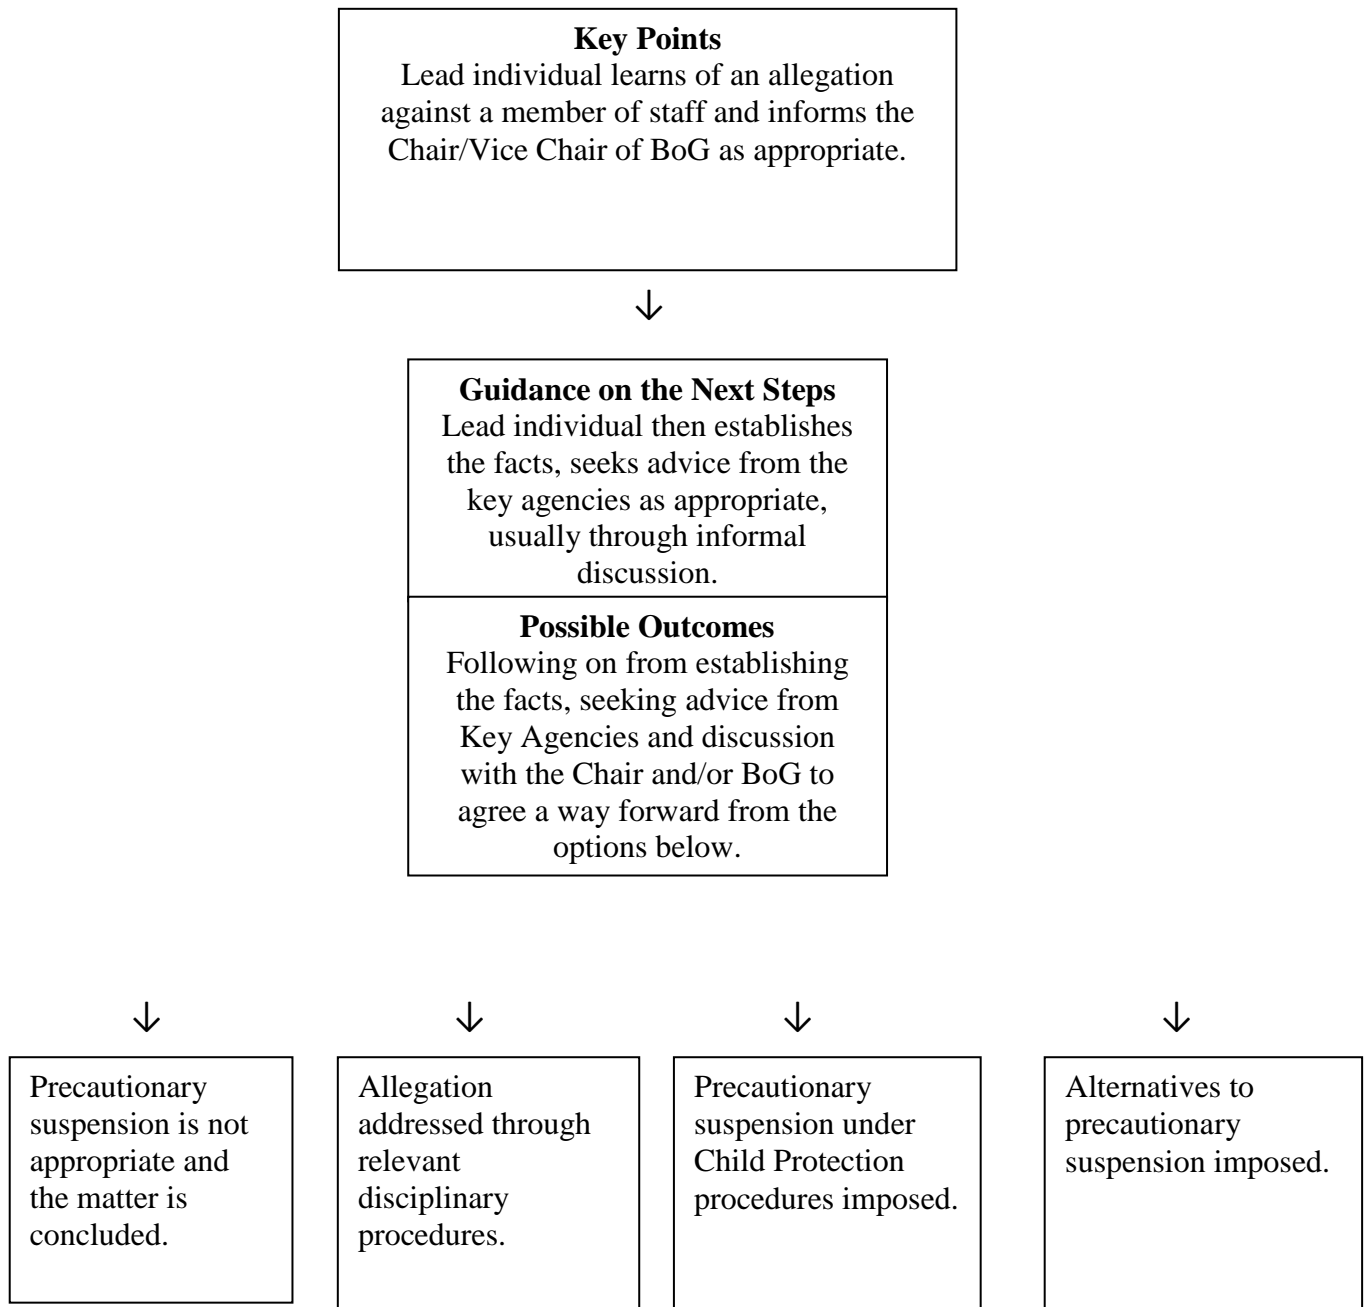 Key Points
Lead individual learns of an allegation
against a member of staff and informs the
Chair/Vice Chair of BoG as appropriate.
↓
Guidance on the Next Steps
Lead individual then establishes
the facts, seeks advice from the
key agencies as appropriate,
usually through informal
discussion.
Possible Outcomes
Following on from establishing
the facts, seeking advice from
Key Agencies and discussion
with the Chair and/or BoG to
agree a way forward from the
options below.
↓ ↓ ↓ ↓
Precautionary
suspension is not
appropriate and
the matter is
concluded.
Allegation
addressed through
relevant
disciplinary
procedures.
Precautionary
suspension under
Child Protection
procedures imposed.
Alternatives to
precautionary
suspension imposed.